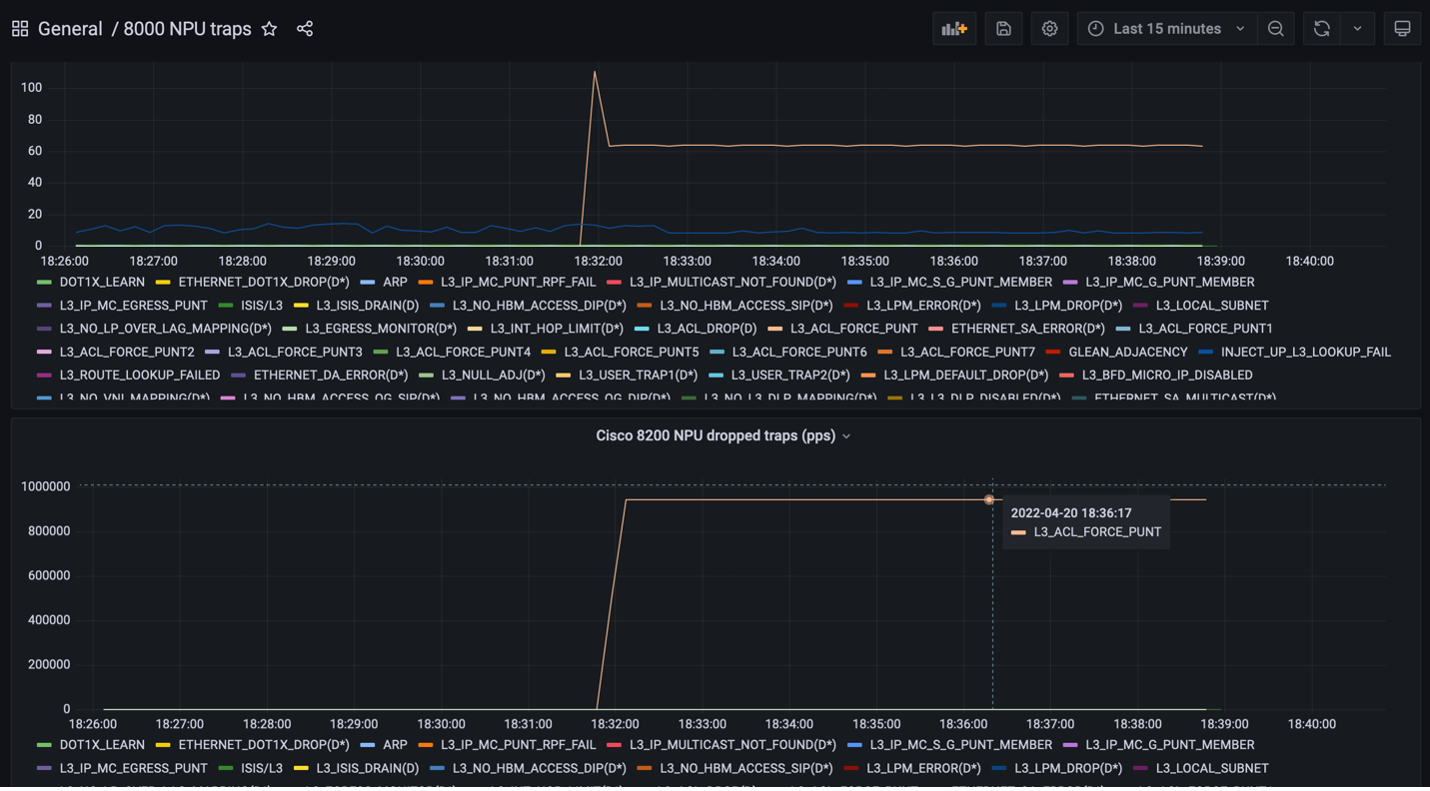 General / 8000 NPU traps
Last 15 minutes
100
80
60
40
20
0
18:26:00 18:27:00 18:28:00 18:29:00 18:30:00 18:31:00 18:32:00 18:33:00 18:34:00 18:35:00 18:36:00 18:37:00 18:38:00 18:39:00 18:40:00
DOT1X_LEARN ETHERNET_DOT1X_DROP(D*) ARP L3_IP_MC_PUNT_RPF_FAIL L3_IP_MULTICAST_NOT_FOUND(D*) L3_IP_MC_S_G_PUNT_MEMBER L3_IP_MC_G_PUNT_MEMBER
L3_IP_MC_EGRESS_PUNT ISIS/L3 L3_ISIS_DRAIN(D) L3_NO_HBM_ACCESS_DIP(D*) L3_NO_HBM_ACCESS_SIP(D*) L3_LPM_ERROR(D*) L3_LPM_DROP(D*) L3_LOCAL_SUBNET
L3_NO_LP_OVER_LAG_MAPPING(D*) L3_EGRESS_MONITOR(D*) L3_INT_HOP_LIMIT(D*) L3_ACL_DROP(D) L3_ACL_FORCE_PUNT ETHERNET_SA_ERROR(D*) L3_ACL_FORCE_PUNT1
L3_ACL_FORCE_PUNT2 L3_ACL_FORCE_PUNT3 L3_ACL_FORCE_PUNT4 L3_ACL_FORCE_PUNT5 L3_ACL_FORCE_PUNT6 L3_ACL_FORCE_PUNT7 GLEAN_ADJACENCY INJECT_UP_L3_LOOKUP_FAIL
L3_ROUTE_LOOKUP_FAILED ETHERNET_DA_ERROR(D*) L3_NULL_ADJ(D*) L3_USER_TRAP1(D*) L3_USER_TRAP2(D*) L3_LPM_DEFAULT_DROP(D*) L3_BFD_MICRO_IP_DISABLED
L3_NO_VNI_MAPPING(D*) L3_NO_HBM_ACCESS_OG_SIP(D*) L3_NO_HBM_ACCESS_OG_DIP(D*) L3_NO_L3_DLP_MAPPING(D*) L3_L3_DLP_DISABLED(D*) ETHERNET_SA_MULTICAST(D*)
Cisco 8200 NPU dropped traps (pps)
1000000
800000
600000
400000
200000
0
2022-04-20 18:36:17
L3_ACL_FORCE_PUNT
18:26:00 18:27:00 18:28:00 18:29:00 18:30:00 18:31:00 18:32:00 18:33:00 18:34:00 18:35:00 18:36:00 18:37:00 18:38:00 18:39:00 18:40:00
DOT1X_LEARN ETHERNET_DOT1X_DROP(D*) ARP L3_IP_MC_PUNT_RPF_FAIL L3_IP_MULTICAST_NOT_FOUND(D*) L3_IP_MC_S_G_PUNT_MEMBER L3_IP_MC_G_PUNT_MEMBER
L3_IP_MC_EGRESS_PUNT ISIS/L3 L3_ISIS_DRAIN(D) L3_NO_HBM_ACCESS_DIP(D*) L3_NO_HBM_ACCESS_SIP(D*) L3_LPM_ERROR(D*) L3_LPM_DROP(D*) L3_LOCAL_SUBNET